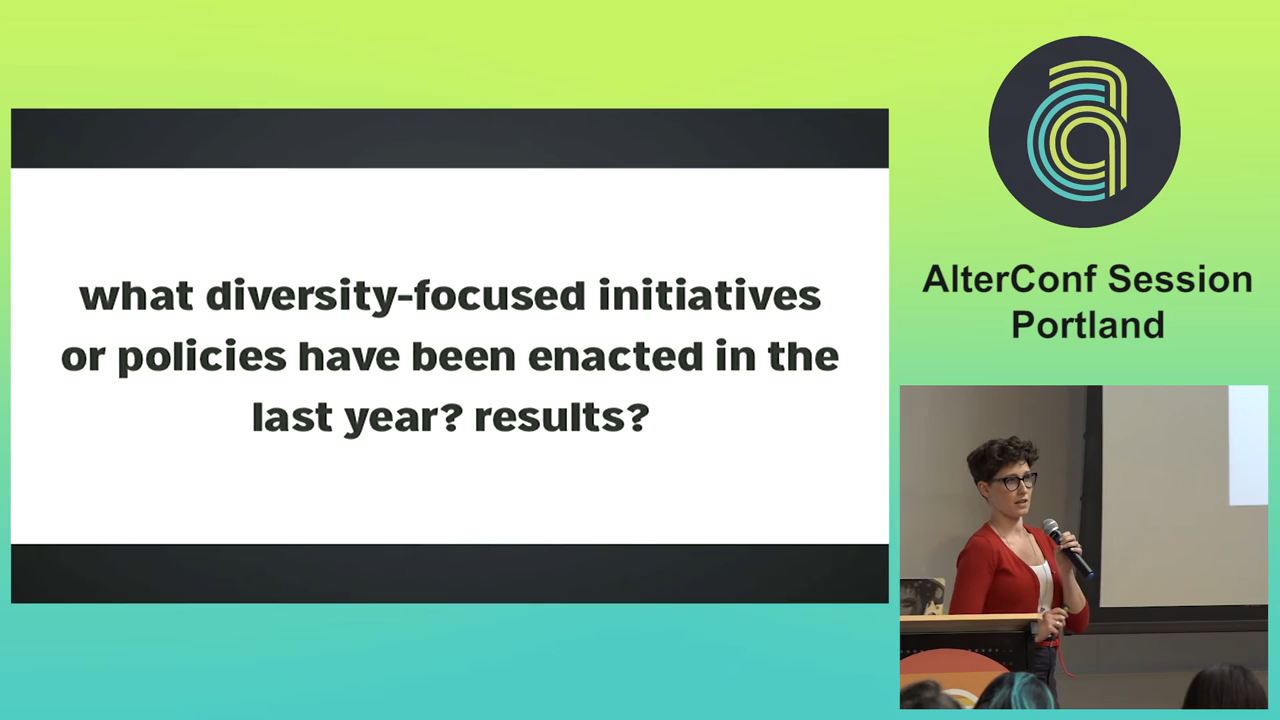 what diversity-focused initiatives
or policies have been enacted in the
last year? results?
AlterConf Session
Portland